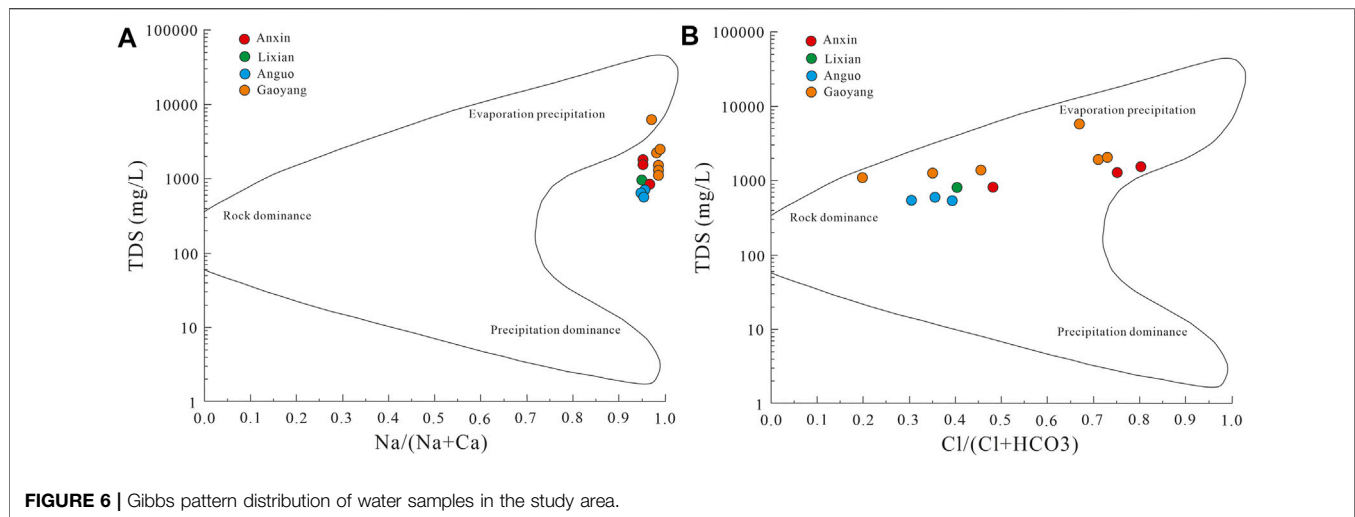 A
100000
10000
1000
100
10
1
TDS (mg/L)
Anxin
Lixian
Anguo
Gaoyang
Evaporation precipitation
Rock dominance
Precipitation dominance
0.0 0.1 0.2 0.3 0.4 0.5 0.6 0.7 0.8 0.9 1.0
Na/(Na+Ca)
B
100000
10000
1000
100
10
1
TDS (mg/L)
Anxin
Lixian
Anguo
Gaoyang
Evaporation precipitation
Rock dominance
Precipitation dominance
0.0 0.1 0.2 0.3 0.4 0.5 0.6 0.7 0.8 0.9 1.0
Cl/(Cl+HCO3)
FIGURE 6 | Gibbs pattern distribution of water samples in the study area.